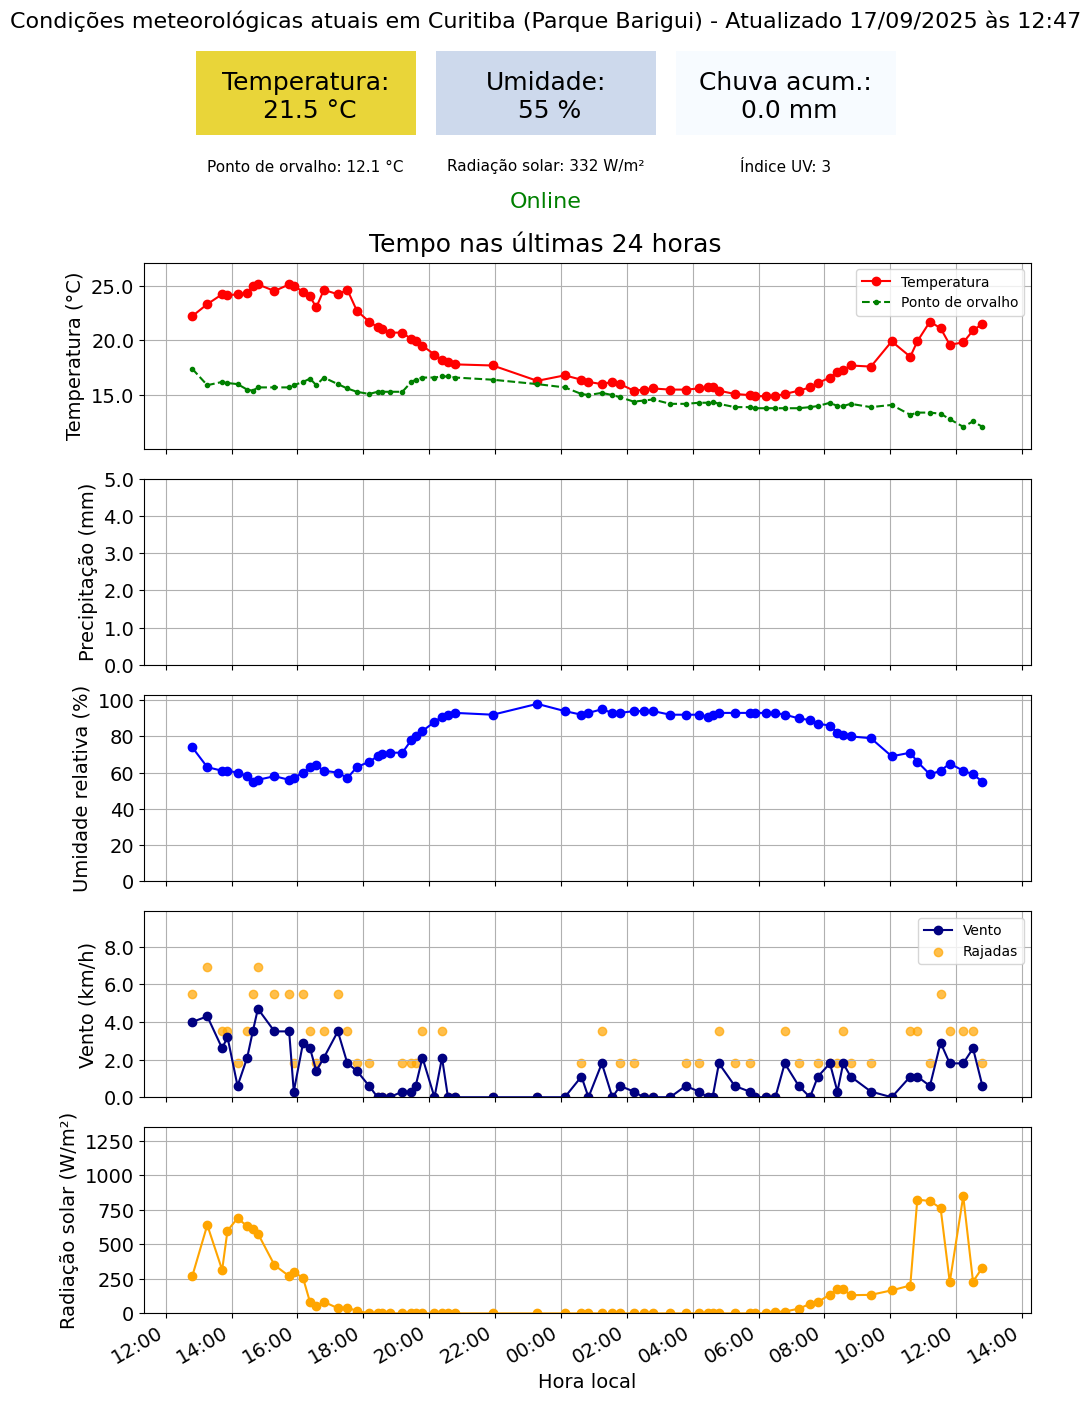 Condições meteorológicas atuais em Curitiba (Parque Barigui) - Atualizado 17/09/2025 às 12:47
Temperatura:
21.5 °C
Umidade:
55 %
Chuva acum.:
0.0 mm
Ponto de orvalho: 12.1 °C
Radiação solar: 332 W/m²
Índice UV: 3
Online
Tempo nas últimas 24 horas
Temperatura (°C)
25.0
20.0
15.0
Temperatura
Ponto de orvalho
Precipitação (mm)
5.0
4.0
3.0
2.0
1.0
0.0
Umidade relativa (%)
100
80
60
40
20
0
Vento (km/h)
8.0
6.0
4.0
2.0
0.0
Vento
Rajadas
Radiação solar (W/m²)
1250
1000
750
500
250
0
12:00 14:00 16:00 18:00 20:00 22:00 00:00 02:00 04:00 06:00 08:00 10:00 12:00 14:00
Hora local